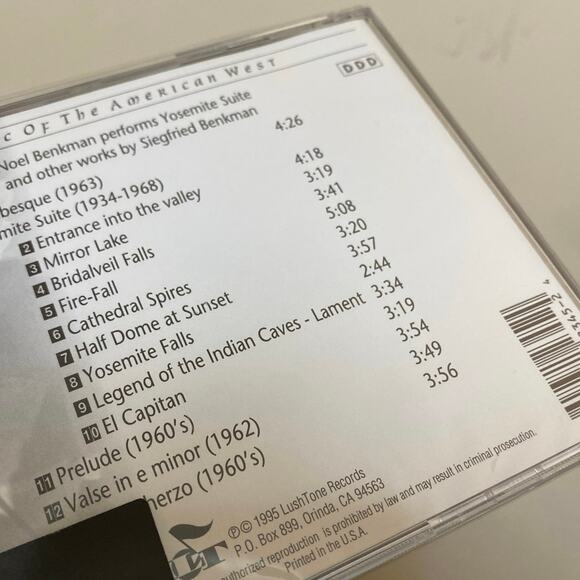 Of The American West
DDD
Noel Benkman performs Yosemite Suite
and other works by Siegfried Benkman
besque (1963) 4:26
mite Suite (1934-1968)
2 Entrance into the valley 4:18
3 Mirror Lake 3:19
4 Bridalveil Falls 3:41
5 Fire-Fall 5:08
6 Cathedral Spires 3:20
7 Half Dome at Sunset 3:57
8 Yosemite Falls 2:44
9 Legend of the Indian Caves - Lament 3:34
10 El Capitan 3:19
11 Prelude (1960's) 3:54
12 Valse in e minor (1962) 3:49
herzo (1960's) 3:56
℗© 1995 LushTone Records
P.O. Box 899, Orinda, CA 94563
authorized reproduction is prohibited by law and may result in criminal prosecution.
Printed in the U.S.A.